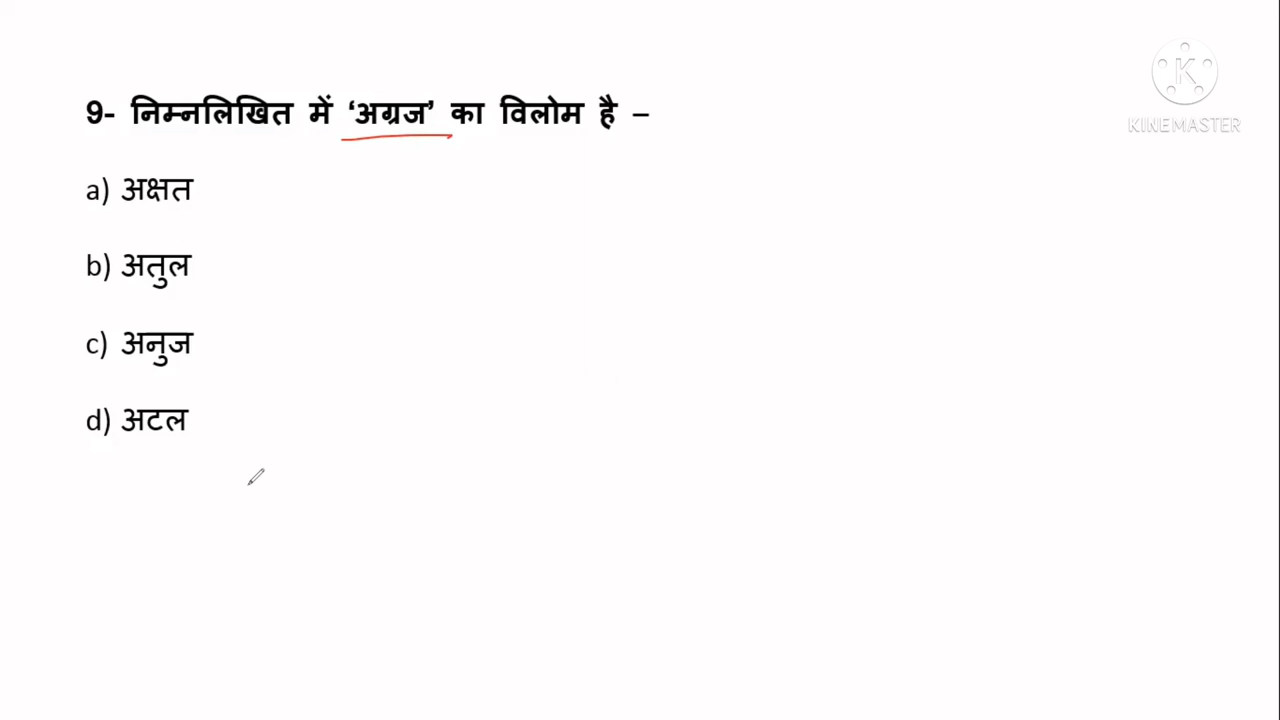 9- निम्नलिखित में ‘अग्रज’ का विलोम है –
a) अक्षत
b) अतुल
c) अनुज
d) अटल
K
KINEMASTER